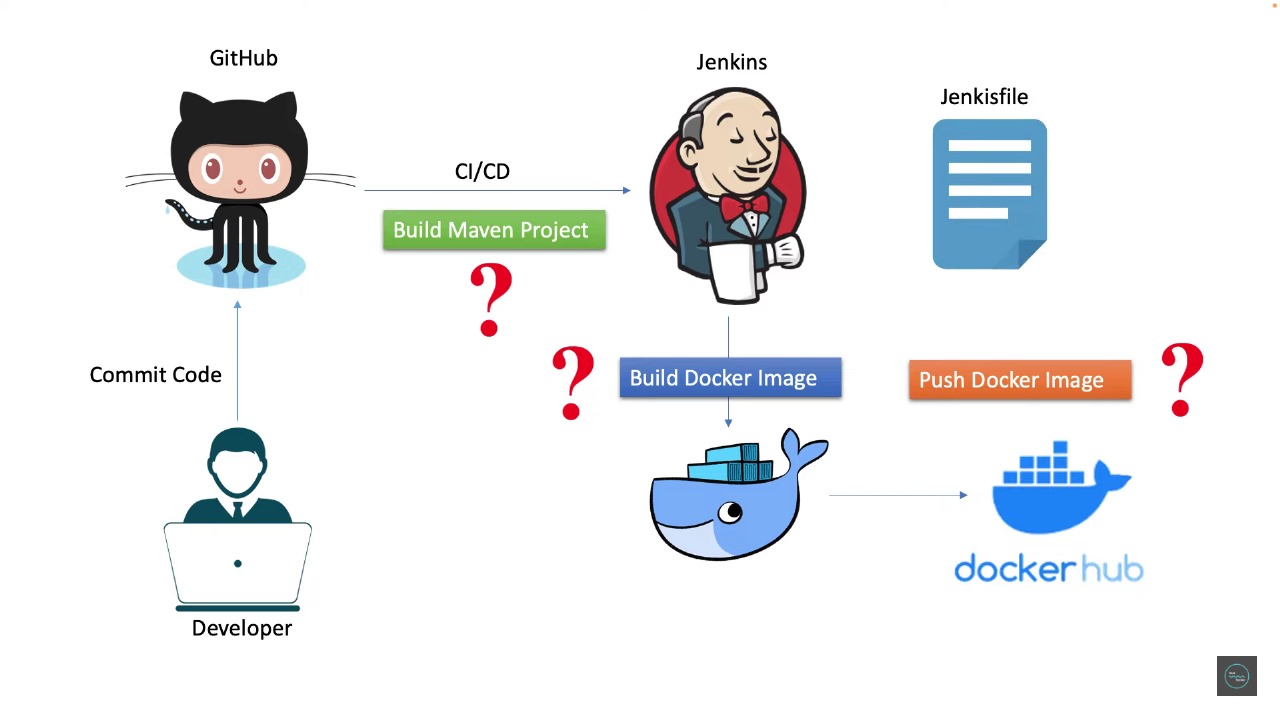 GitHub
Jenkins
Jenkisfile
CI/CD
Build Maven Project
?
Commit Code
?
Build Docker Image
Push Docker Image
?
docker hub
Developer